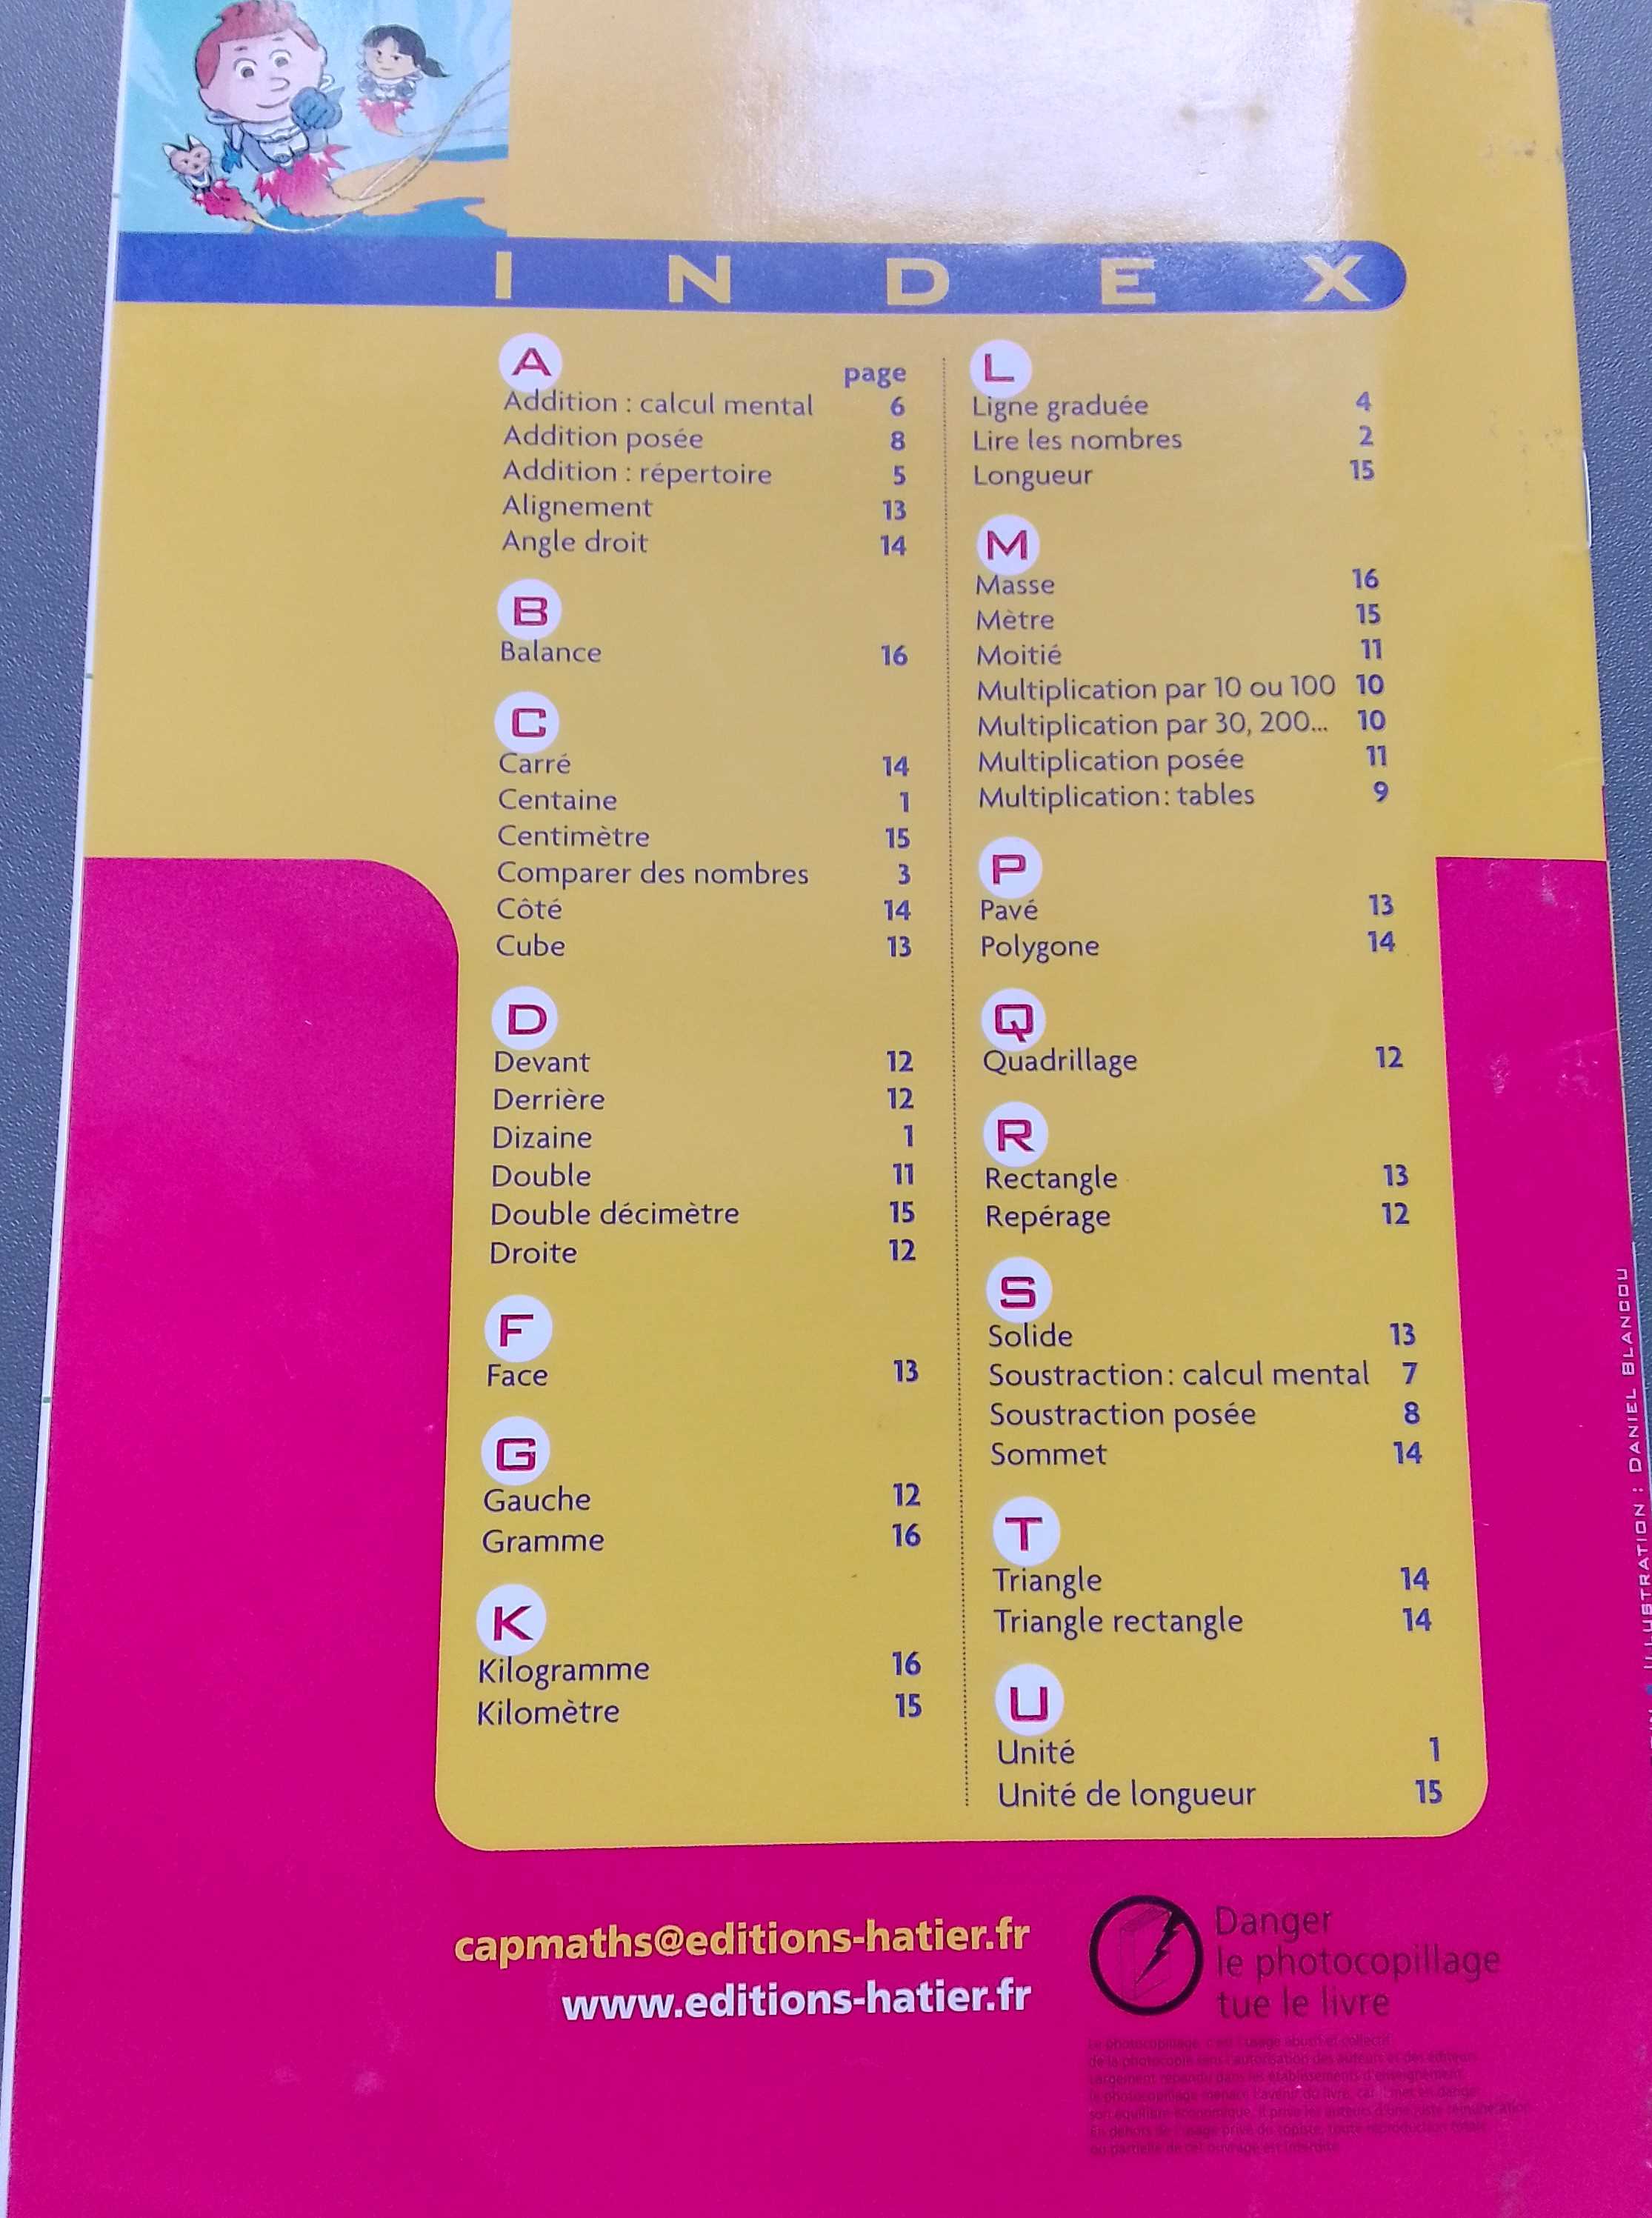 INDEX
A
page
Addition : calcul mental 6
Addition posée 8
Addition : répertoire 5
Alignement 13
Angle droit 14
B
Balance 16
C
Carré 14
Centaine 1
Centimètre 15
Comparer des nombres 3
Côté 14
Cube 13
D
Devant 12
Derrière 12
Dizaine 1
Double 11
Double décimètre 15
Droite 12
F
Face 13
G
Gauche 12
Gramme 16
K
Kilogramme 16
Kilomètre 15
L
Ligne graduée 4
Lire les nombres 2
Longueur 15
M
Masse 16
Mètre 15
Moitié 11
Multiplication par 10 ou 100 10
Multiplication par 30, 200... 10
Multiplication posée 11
Multiplication : tables 9
P
Pavé 13
Polygone 14
Q
Quadrillage 12
R
Rectangle 13
Repérage 12
S
Solide 13
Soustraction : calcul mental 7
Soustraction posée 8
Sommet 14
T
Triangle 14
Triangle rectangle 14
U
Unité 1
Unité de longueur 15
capmaths@editions-hatier.fr
www.editions-hatier.fr
Danger
le photocopillage
tue le livre
ILLUSTRATION : DANIEL BLANCOU